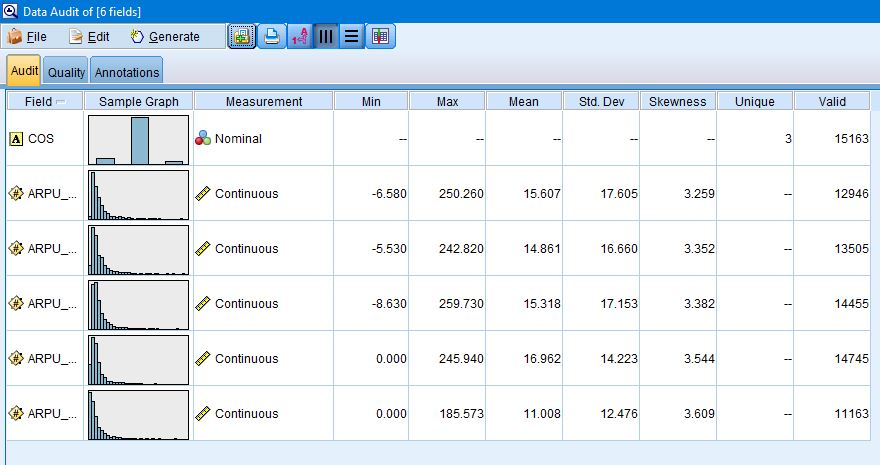 Data Audit of [6 fields]
File Edit Generate
Audit Quality Annotations
Field Sample Graph Measurement Min Max Mean Std. Dev Skewness Unique Valid
A COS Nominal -- -- -- -- -- 3 15163
# ARPU_... Continuous -6.580 250.260 15.607 17.605 3.259 -- 12946
# ARPU_... Continuous -5.530 242.820 14.861 16.660 3.352 -- 13505
# ARPU_... Continuous -8.630 259.730 15.318 17.153 3.382 -- 14455
# ARPU_... Continuous 0.000 245.940 16.962 14.223 3.544 -- 14745
# ARPU_... Continuous 0.000 185.573 11.008 12.476 3.609 -- 11163